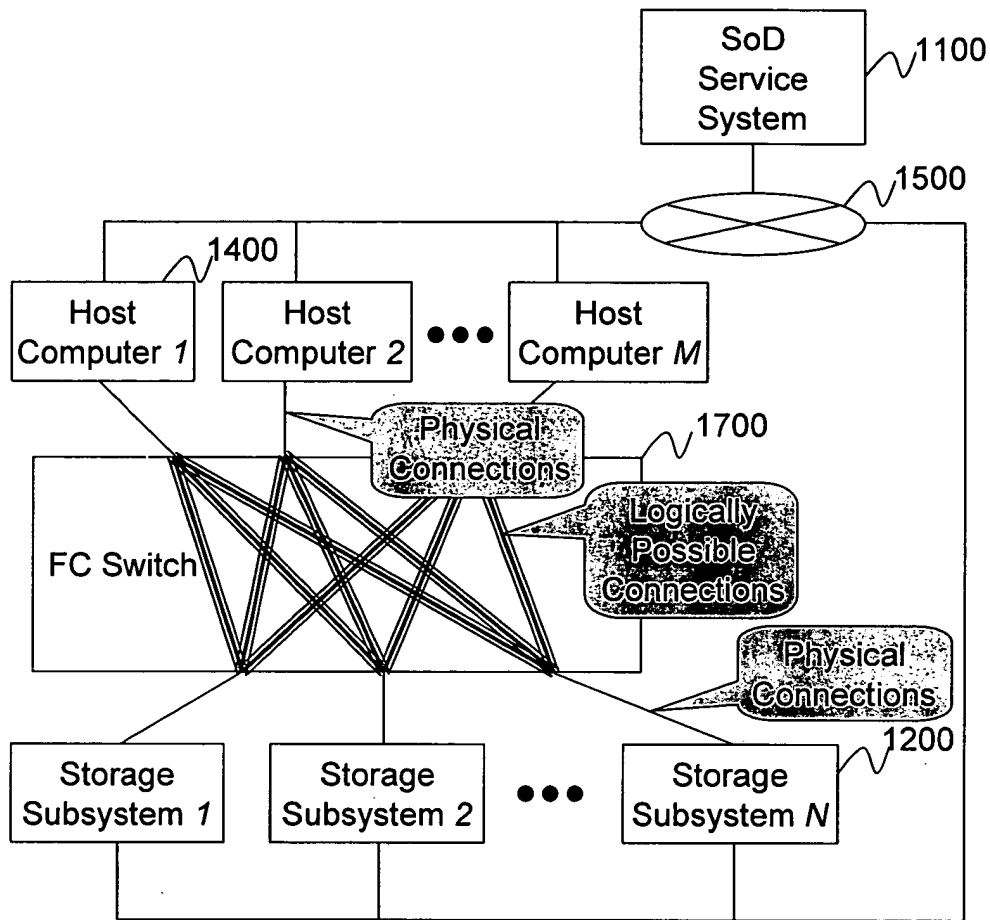 SoD
Service
System
1100
1500
1400
Host
Computer 1
Host
Computer 2
Host
Computer M
Physical
Connections
1700
Logically
Possible
Connections
FC Switch
Physical
Connections
1200
Storage
Subsystem 1
Storage
Subsystem 2
Storage
Subsystem N